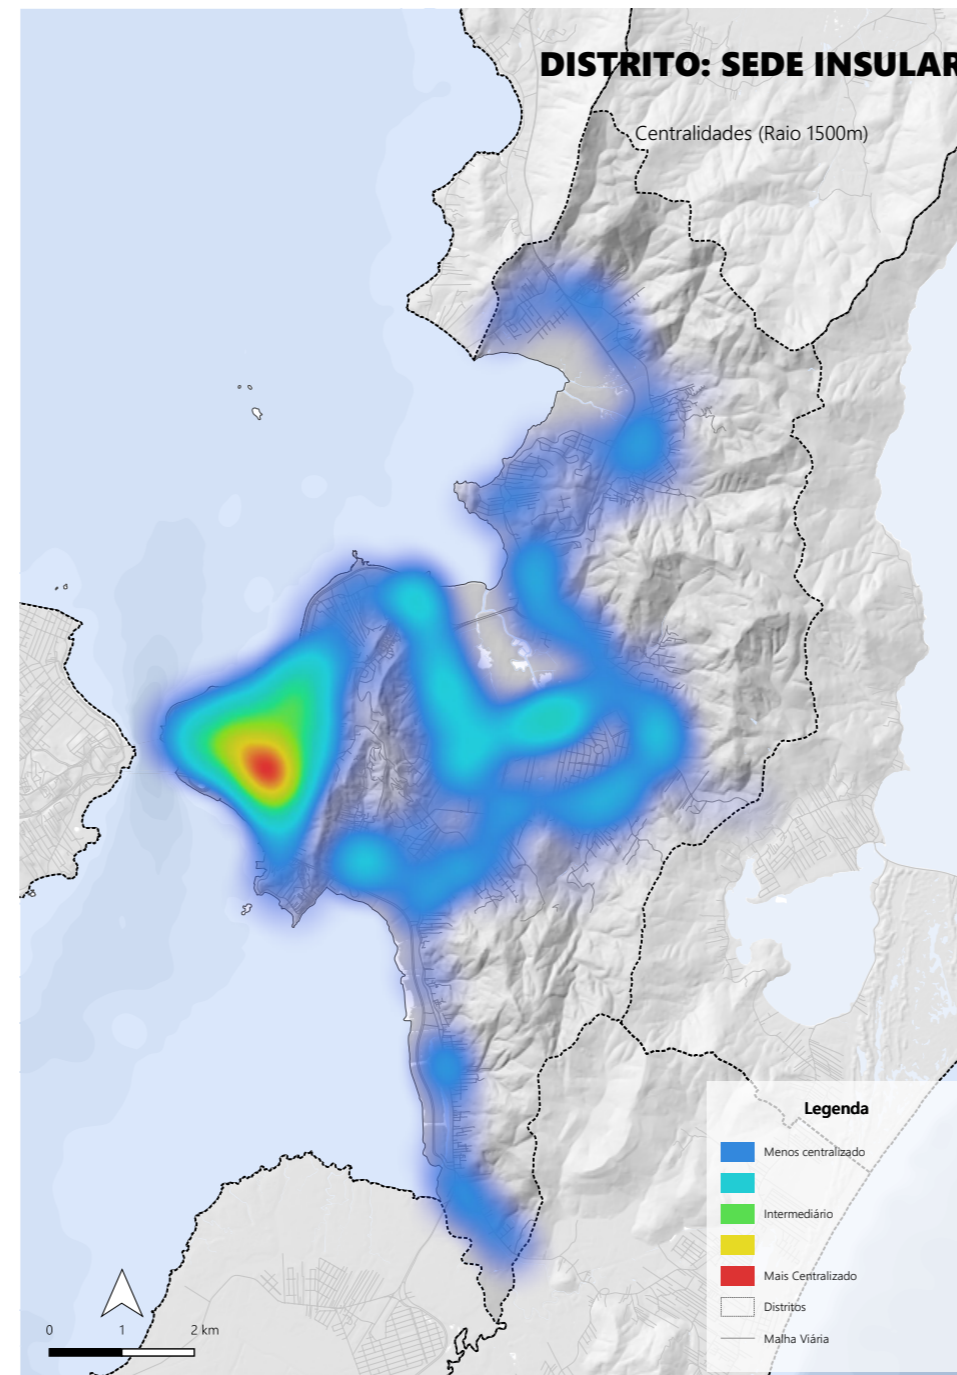 DISTRITO: SEDE INSULAR
Centralidades (Raio 1500m)
Legenda
Menos centralizado
Intermediário
Mais Centralizado
Distritos
Malha Viária
0 1 2 km